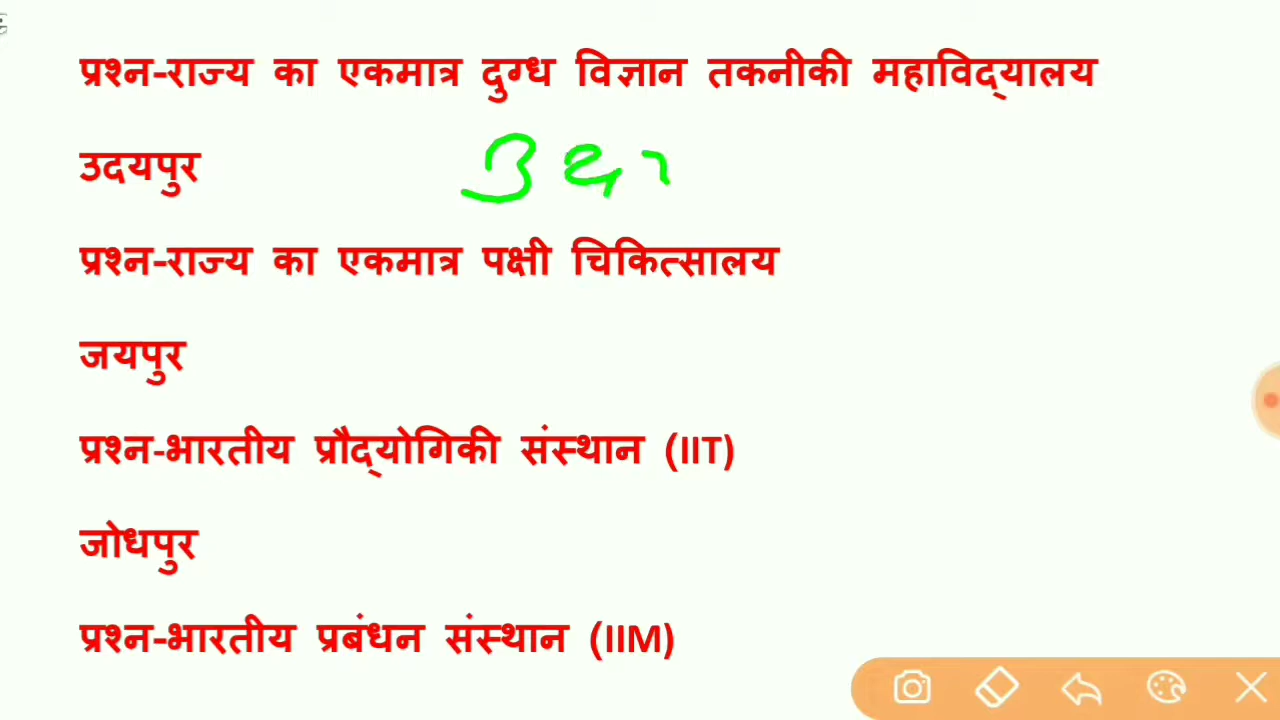 प्रश्न-राज्य का एकमात्र दुग्ध विज्ञान तकनीकी महाविद्यालय
उदयपुर उद
प्रश्न-राज्य का एकमात्र पक्षी चिकित्सालय
जयपुर
प्रश्न-भारतीय प्रौद्योगिकी संस्थान (IIT)
जोधपुर
प्रश्न-भारतीय प्रबंधन संस्थान (IIM)